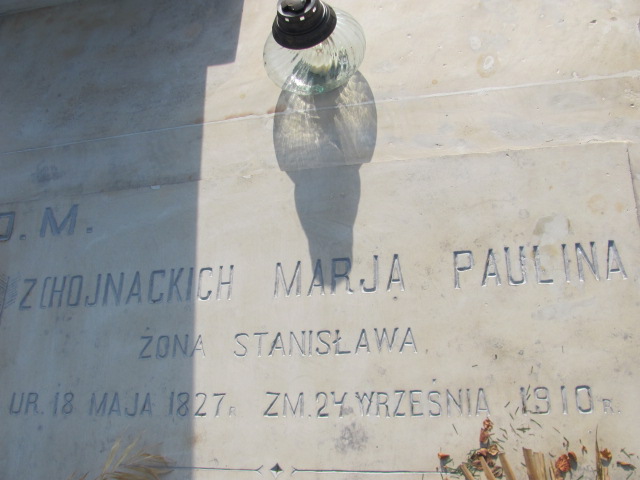 D. M.
Z CHOJNACKICH MARJA PAULINA
ŻONA STANISŁAWA
UR. 18 MAJA 1827 R. ZM. 24 WRZEŚNIA 1910 R.